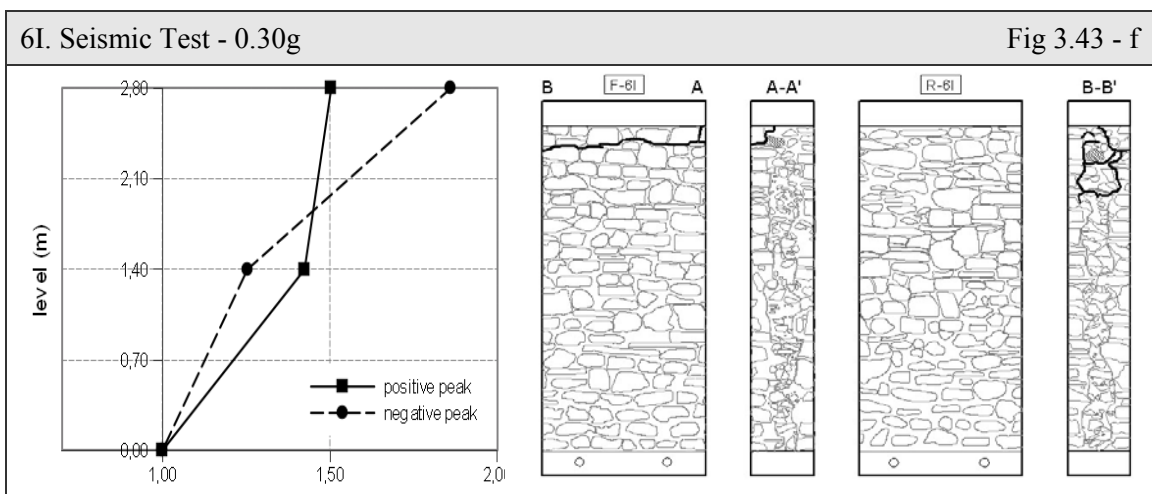 6I. Seismic Test - 0.30g
Fig 3.43 - f
2,80
2,10
1,40
0,70
0,00
level (m)
1,00
1,50
2,0
positive peak
negative peak
B
F-6I
A
A-A'
R-6I
B-B'